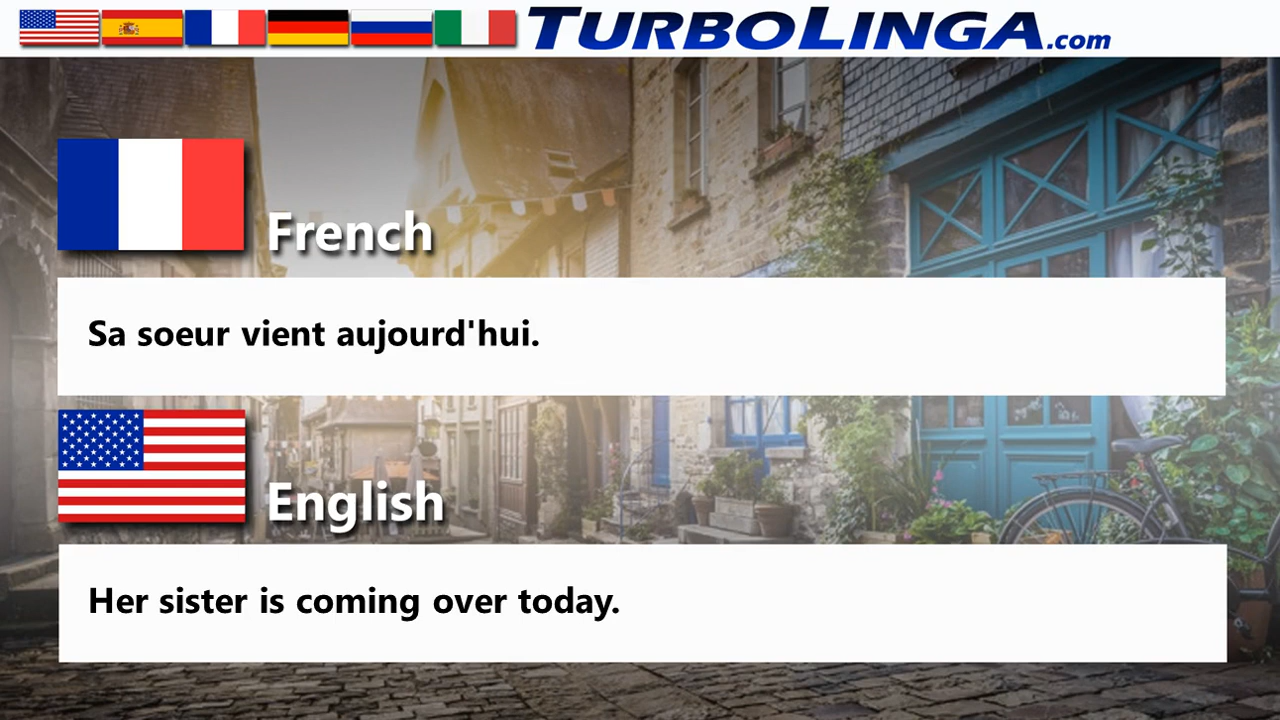 TURBOLINGA.com
French
Sa soeur vient aujourd'hui.
English
Her sister is coming over today.